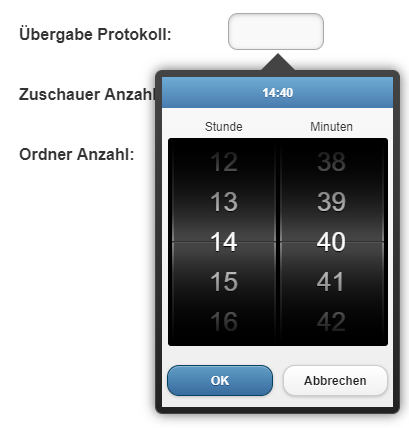 Übergabe Protokoll:
14:40
Zuschauer Anzahl
Stunde Minuten
Ordner Anzahl:
12 38
13 39
14 40
15 41
16 42
OK Abbrechen